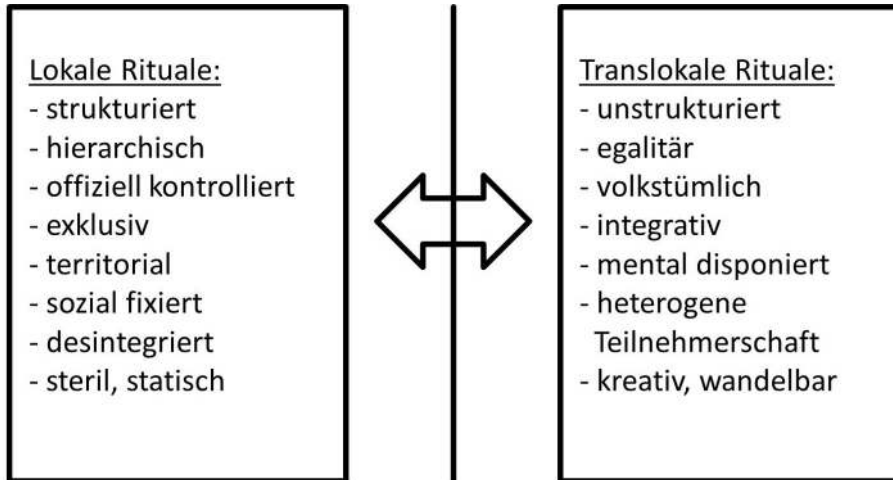 Lokale Rituale:
- strukturiert
- hierarchisch
- offiziell kontrolliert
- exklusiv
- territorial
- sozial fixiert
- desintegriert
- steril, statisch
Translokale Rituale:
- unstrukturiert
- egalitär
- volkstümlich
- integrativ
- mental disponiert
- heterogene
Teilnehmerschaft
- kreativ, wandelbar